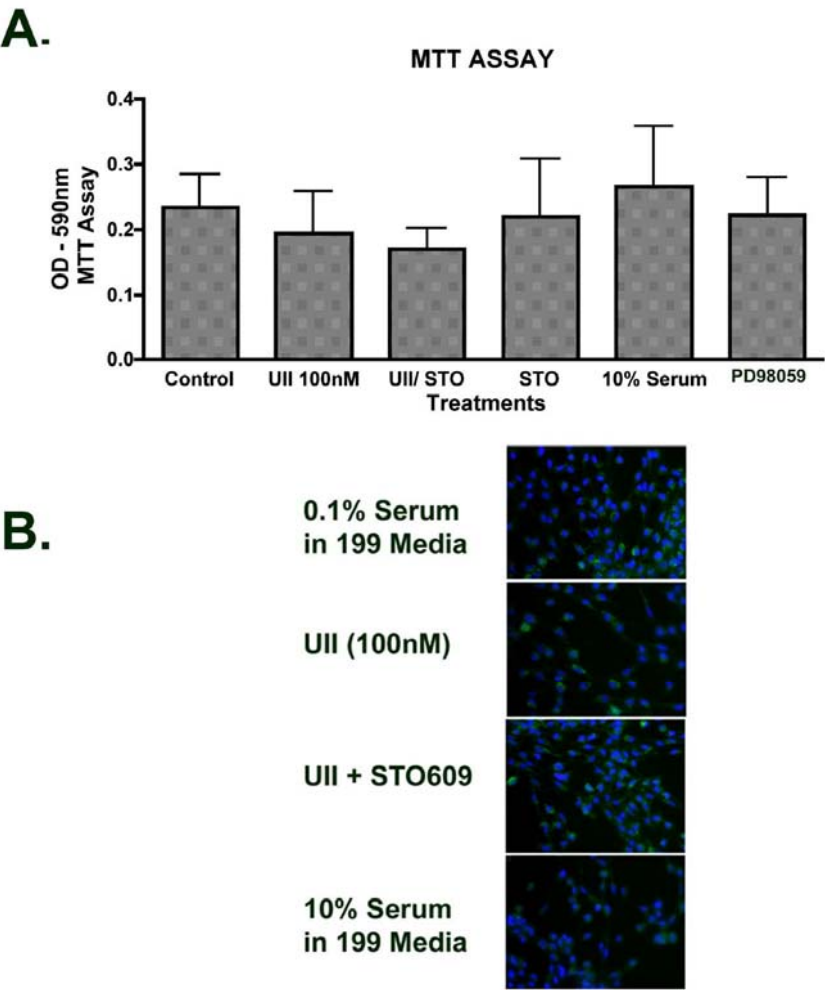 A.
MTT ASSAY
OD - 590nm
MTT Assay
0.4
0.3
0.2
0.1
0.0
Control UII 100nM UII/ STO STO 10% Serum PD98059
Treatments
B.
0.1% Serum
in 199 Media
UII (100nM)
UII + STO609
10% Serum
in 199 Media